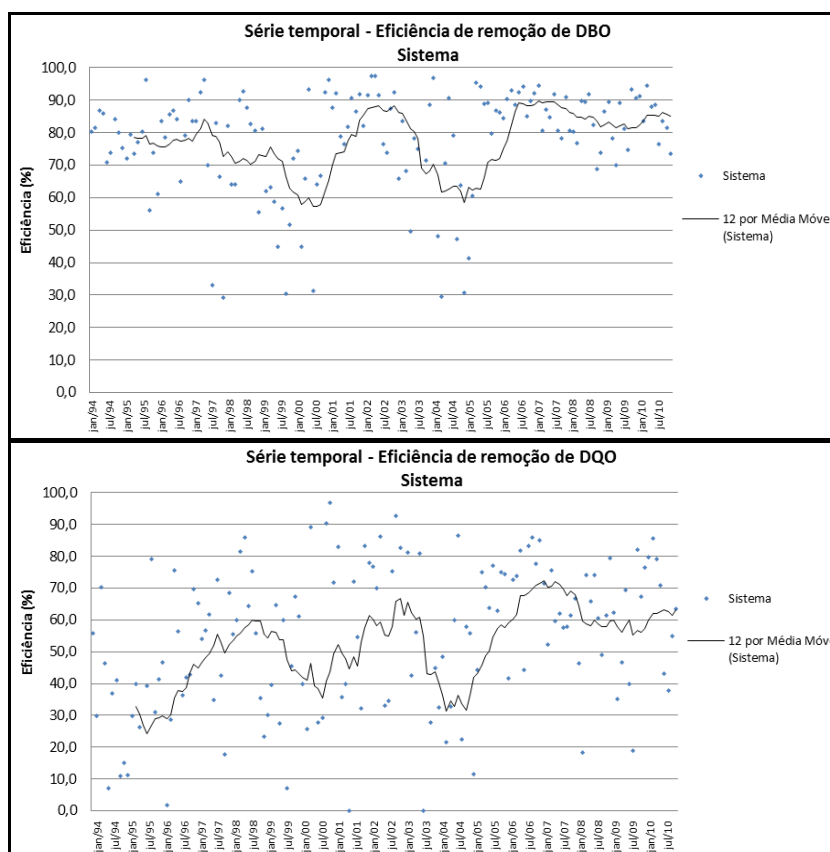 Série temporal - Eficiência de remoção de DBO
Sistema
100,0
90,0
80,0
70,0
60,0
50,0
40,0
30,0
20,0
10,0
0,0
Eficiência (%)
jan/94
jul/94
jan/95
jul/95
jan/96
jul/96
jan/97
jul/97
jan/98
jul/98
jan/99
jul/99
jan/00
jul/00
jan/01
jul/01
jan/02
jul/02
jan/03
jul/03
jan/04
jul/04
jan/05
jul/05
jan/06
jul/06
jan/07
jul/07
jan/08
jul/08
jan/09
jul/09
jan/10
jul/10
Sistema
12 por Média Móve
(Sistema)
Série temporal - Eficiência de remoção de DQO
Sistema
100,0
90,0
80,0
70,0
60,0
50,0
40,0
30,0
20,0
10,0
0,0
Eficiência (%)
jan/94
jul/94
jan/95
jul/95
jan/96
jul/96
jan/97
jul/97
jan/98
jul/98
jan/99
jul/99
jan/00
jul/00
jan/01
jul/01
jan/02
jul/02
jan/03
jul/03
jan/04
jul/04
jan/05
jul/05
jan/06
jul/06
jan/07
jul/07
jan/08
jul/08
jan/09
jul/09
jan/10
jul/10
Sistema
12 por Média Móve
(Sistema)